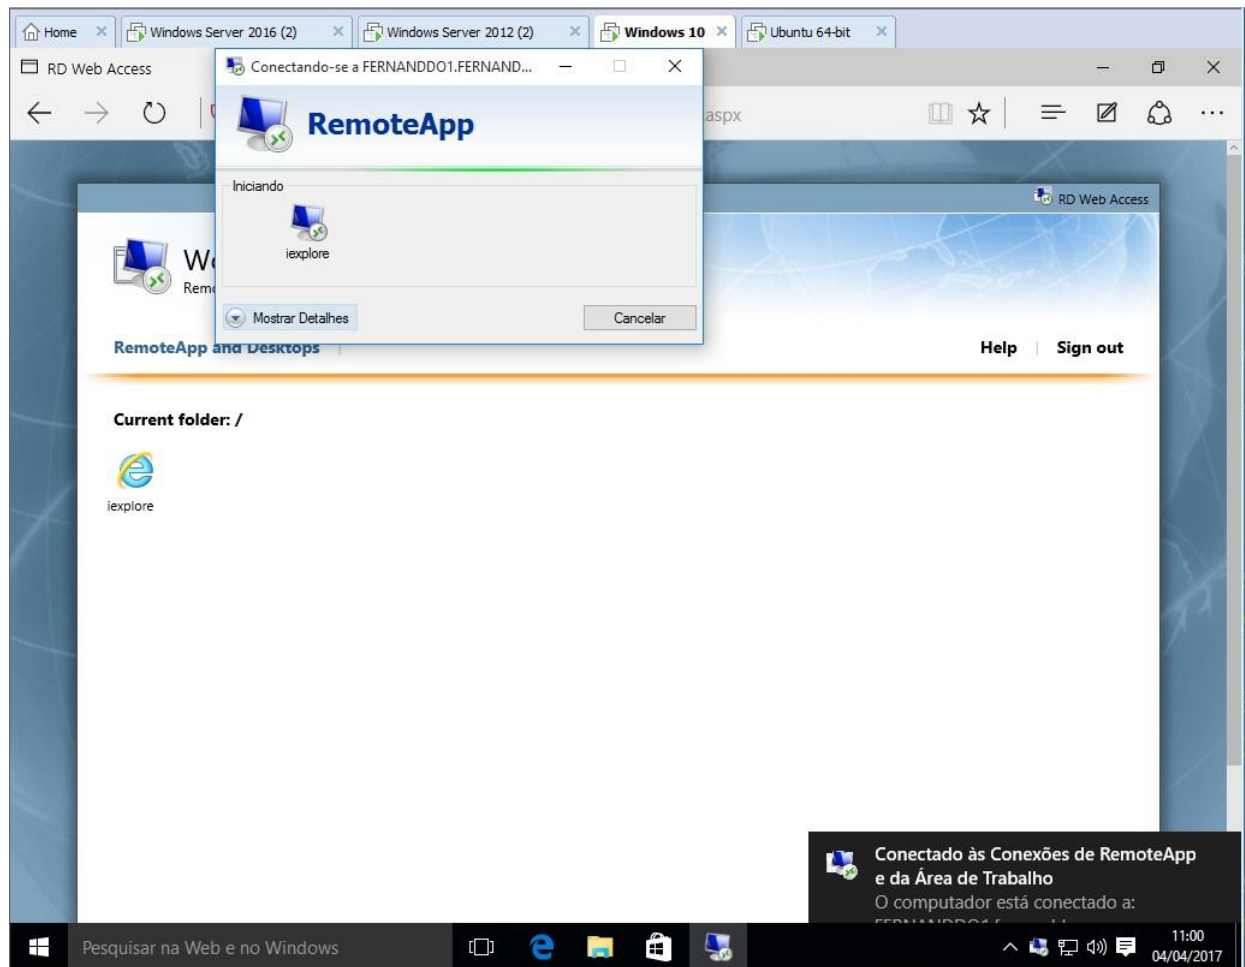 Home
Windows Server 2016 (2)
Windows Server 2012 (2)
Windows 10
Ubuntu 64-bit
RD Web Access
Conectando-se a FERNANDDO1.FERNAND...
.aspx
RemoteApp
Iniciando
iexplore
Mostrar Detalhes
Cancelar
RD Web Access
RemoteApp and Desktops
Help
Sign out
Current folder: /
iexplore
Conectado às Conexões de RemoteApp
e da Área de Trabalho
O computador está conectado a:
Pesquisar na Web e no Windows
11:00
04/04/2017